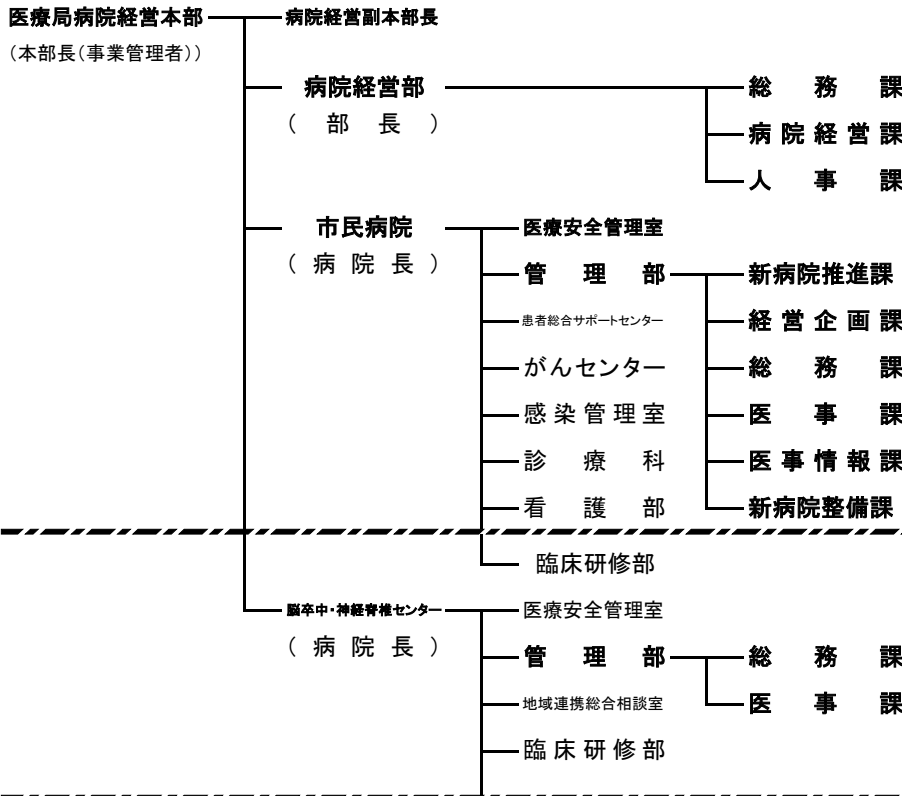 医療局病院経営本部 病院経営副本部長
（本部長（事業管理者））
病院経営部 総務課
（部長）
病院経営課
人事課
市民病院 医療安全管理室
（病院長）
管理部 新病院推進課
患者総合サポートセンター 経営企画課
がんセンター 総務課
感染管理室 医事課
診療科 医事情報課
看護部 新病院整備課
臨床研修部
脳卒中・神経脊椎センター 医療安全管理室
（病院長）
管理部 総務課
地域連携総合相談室 医事課
臨床研修部